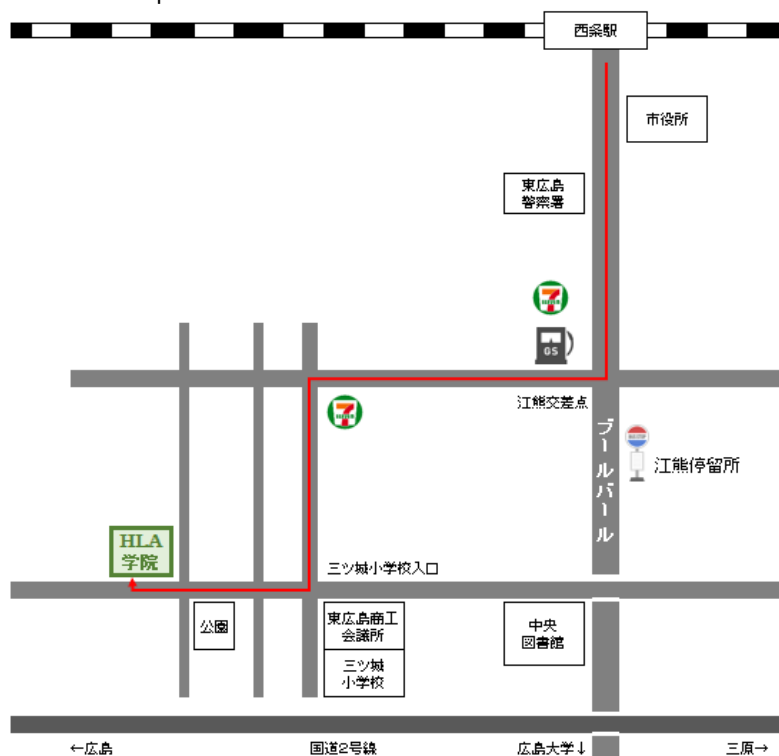 西条駅
市役所
東広島
警察署
7
GS
江熊交差点
7
ブールバール
江熊停留所
HLA
学院
三ツ城小学校入口
公園
東広島商工
会議所
三ツ城
小学校
中央
図書館
←広島
国道2号線
広島大学↓
三原→